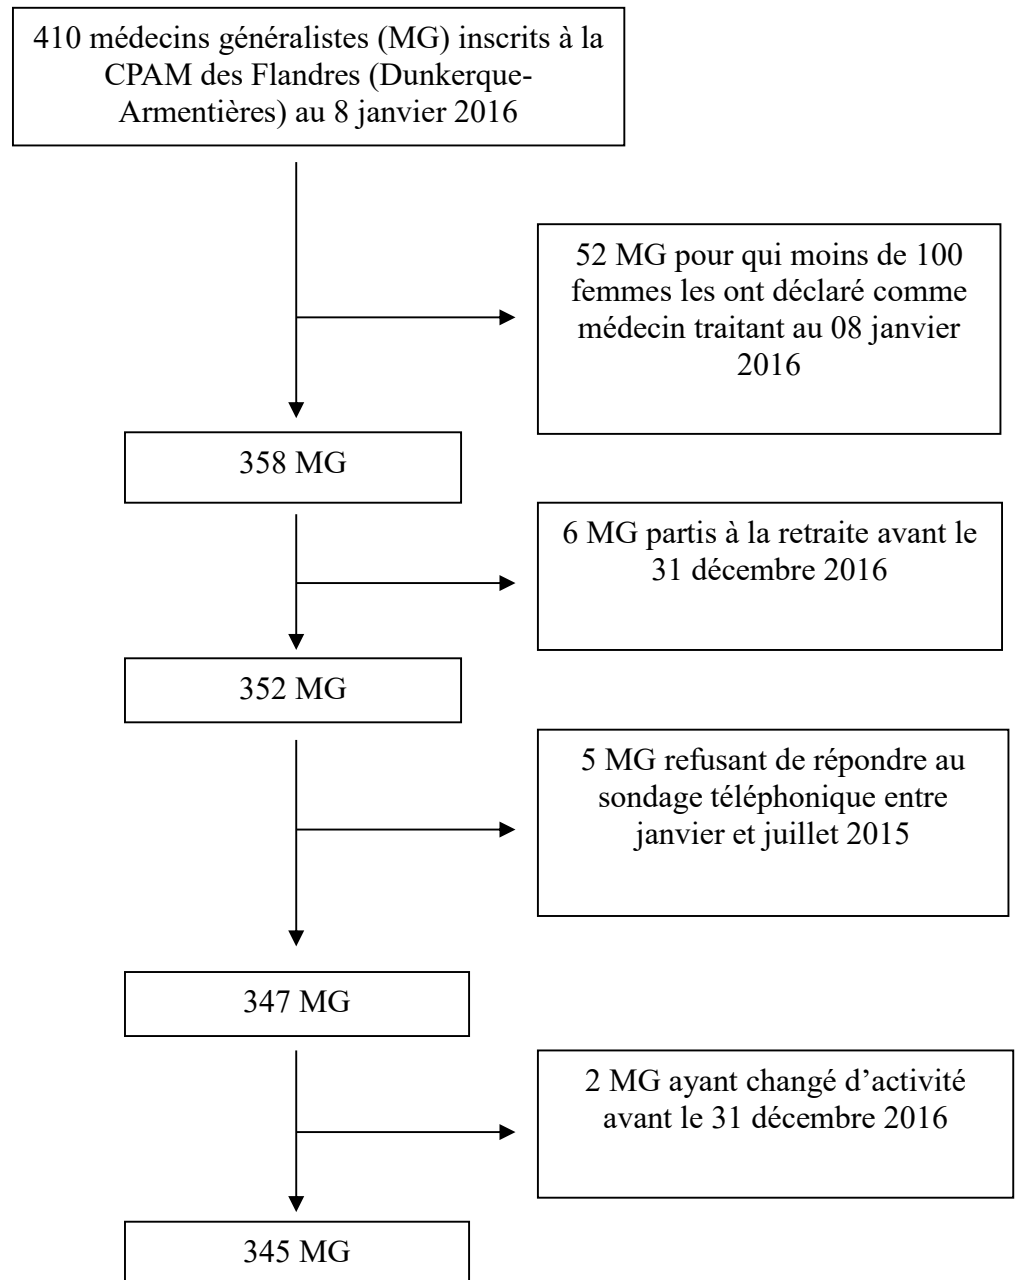 410 médecins généralistes (MG) inscrits à la
CPAM des Flandres (Dunkerque-
Armentières) au 8 janvier 2016
52 MG pour qui moins de 100
femmes les ont déclaré comme
médecin traitant au 08 janvier
2016
358 MG
6 MG partis à la retraite avant le
31 décembre 2016
352 MG
5 MG refusant de répondre au
sondage téléphonique entre
janvier et juillet 2015
347 MG
2 MG ayant changé d’activité
avant le 31 décembre 2016
345 MG